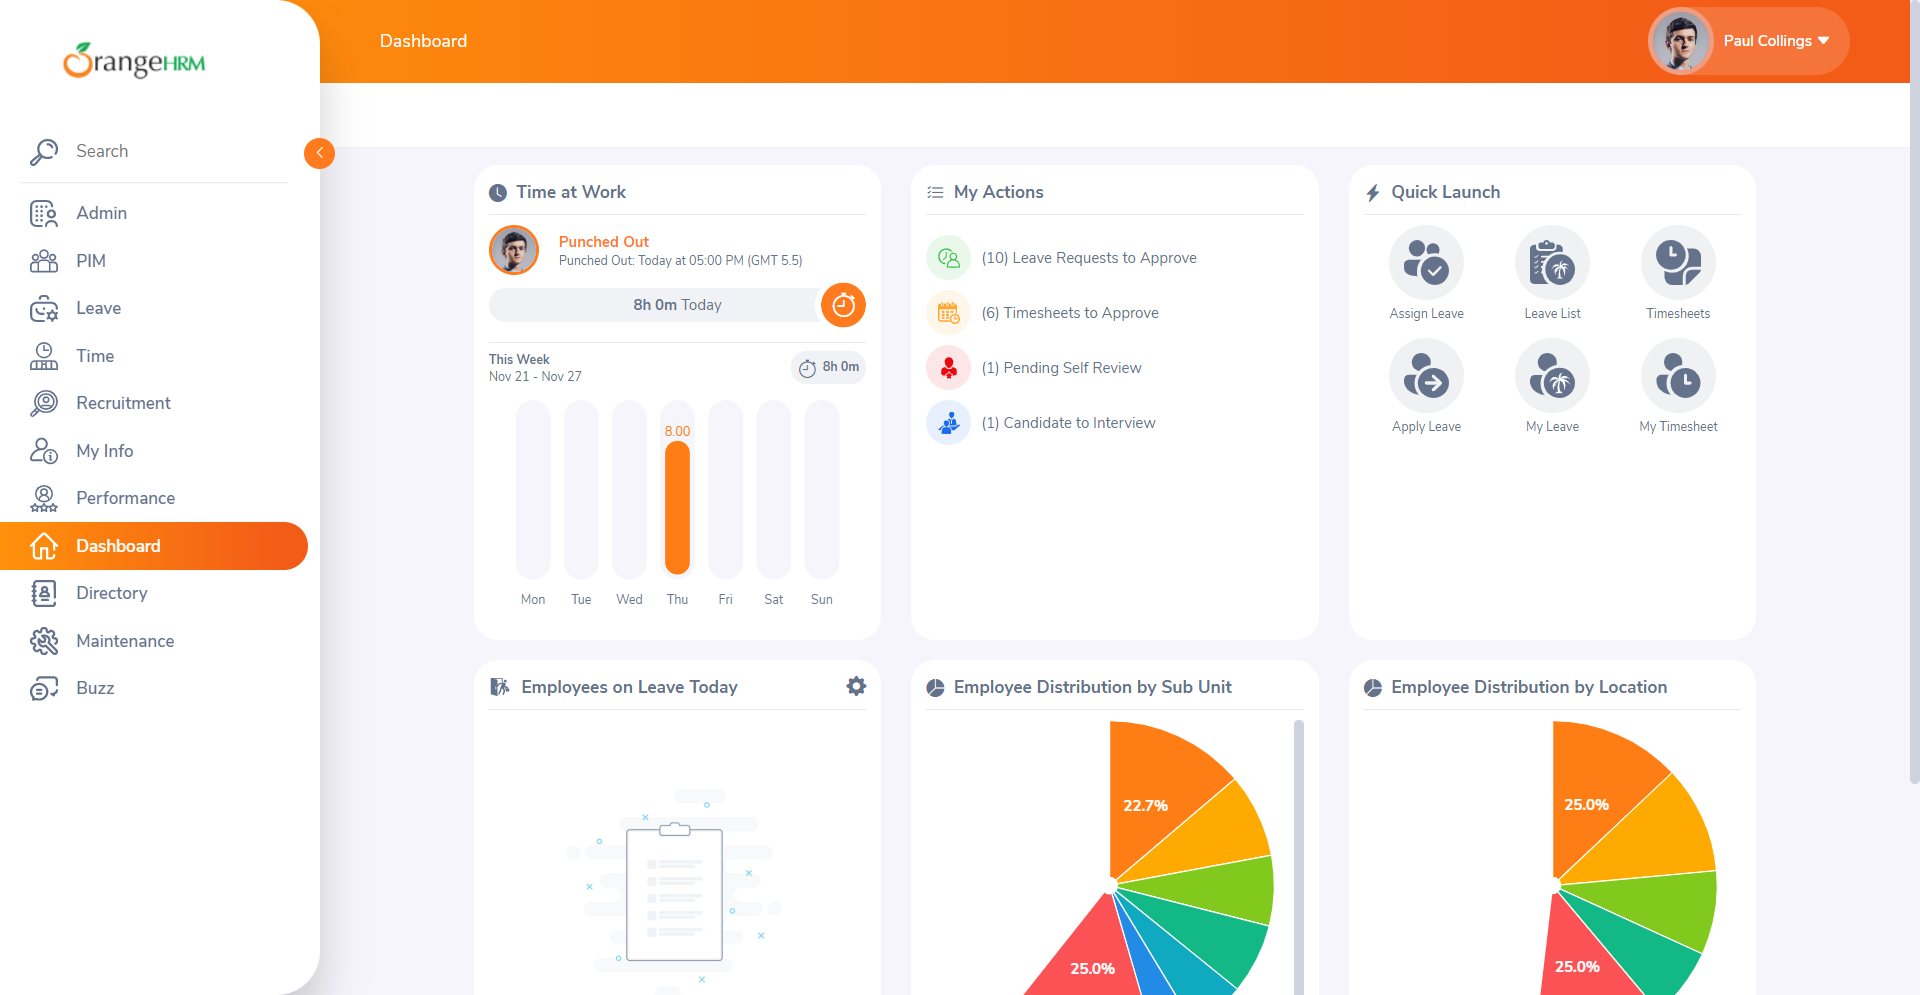 OrangeHRM
Dashboard
Paul Collings
Search
Admin
PIM
Leave
Time
Recruitment
My Info
Performance
Dashboard
Directory
Maintenance
Buzz
Time at Work
Punched Out
Punched Out: Today at 05:00 PM (GMT 5.5)
8h 0m Today
This Week
Nov 21 - Nov 27
8h 0m
8.00
Mon Tue Wed Thu Fri Sat Sun
My Actions
(10) Leave Requests to Approve
(6) Timesheets to Approve
(1) Pending Self Review
(1) Candidate to Interview
Quick Launch
Assign Leave
Leave List
Timesheets
Apply Leave
My Leave
My Timesheet
Employees on Leave Today
Employee Distribution by Sub Unit
22.7%
25.0%
Employee Distribution by Location
25.0%
25.0%